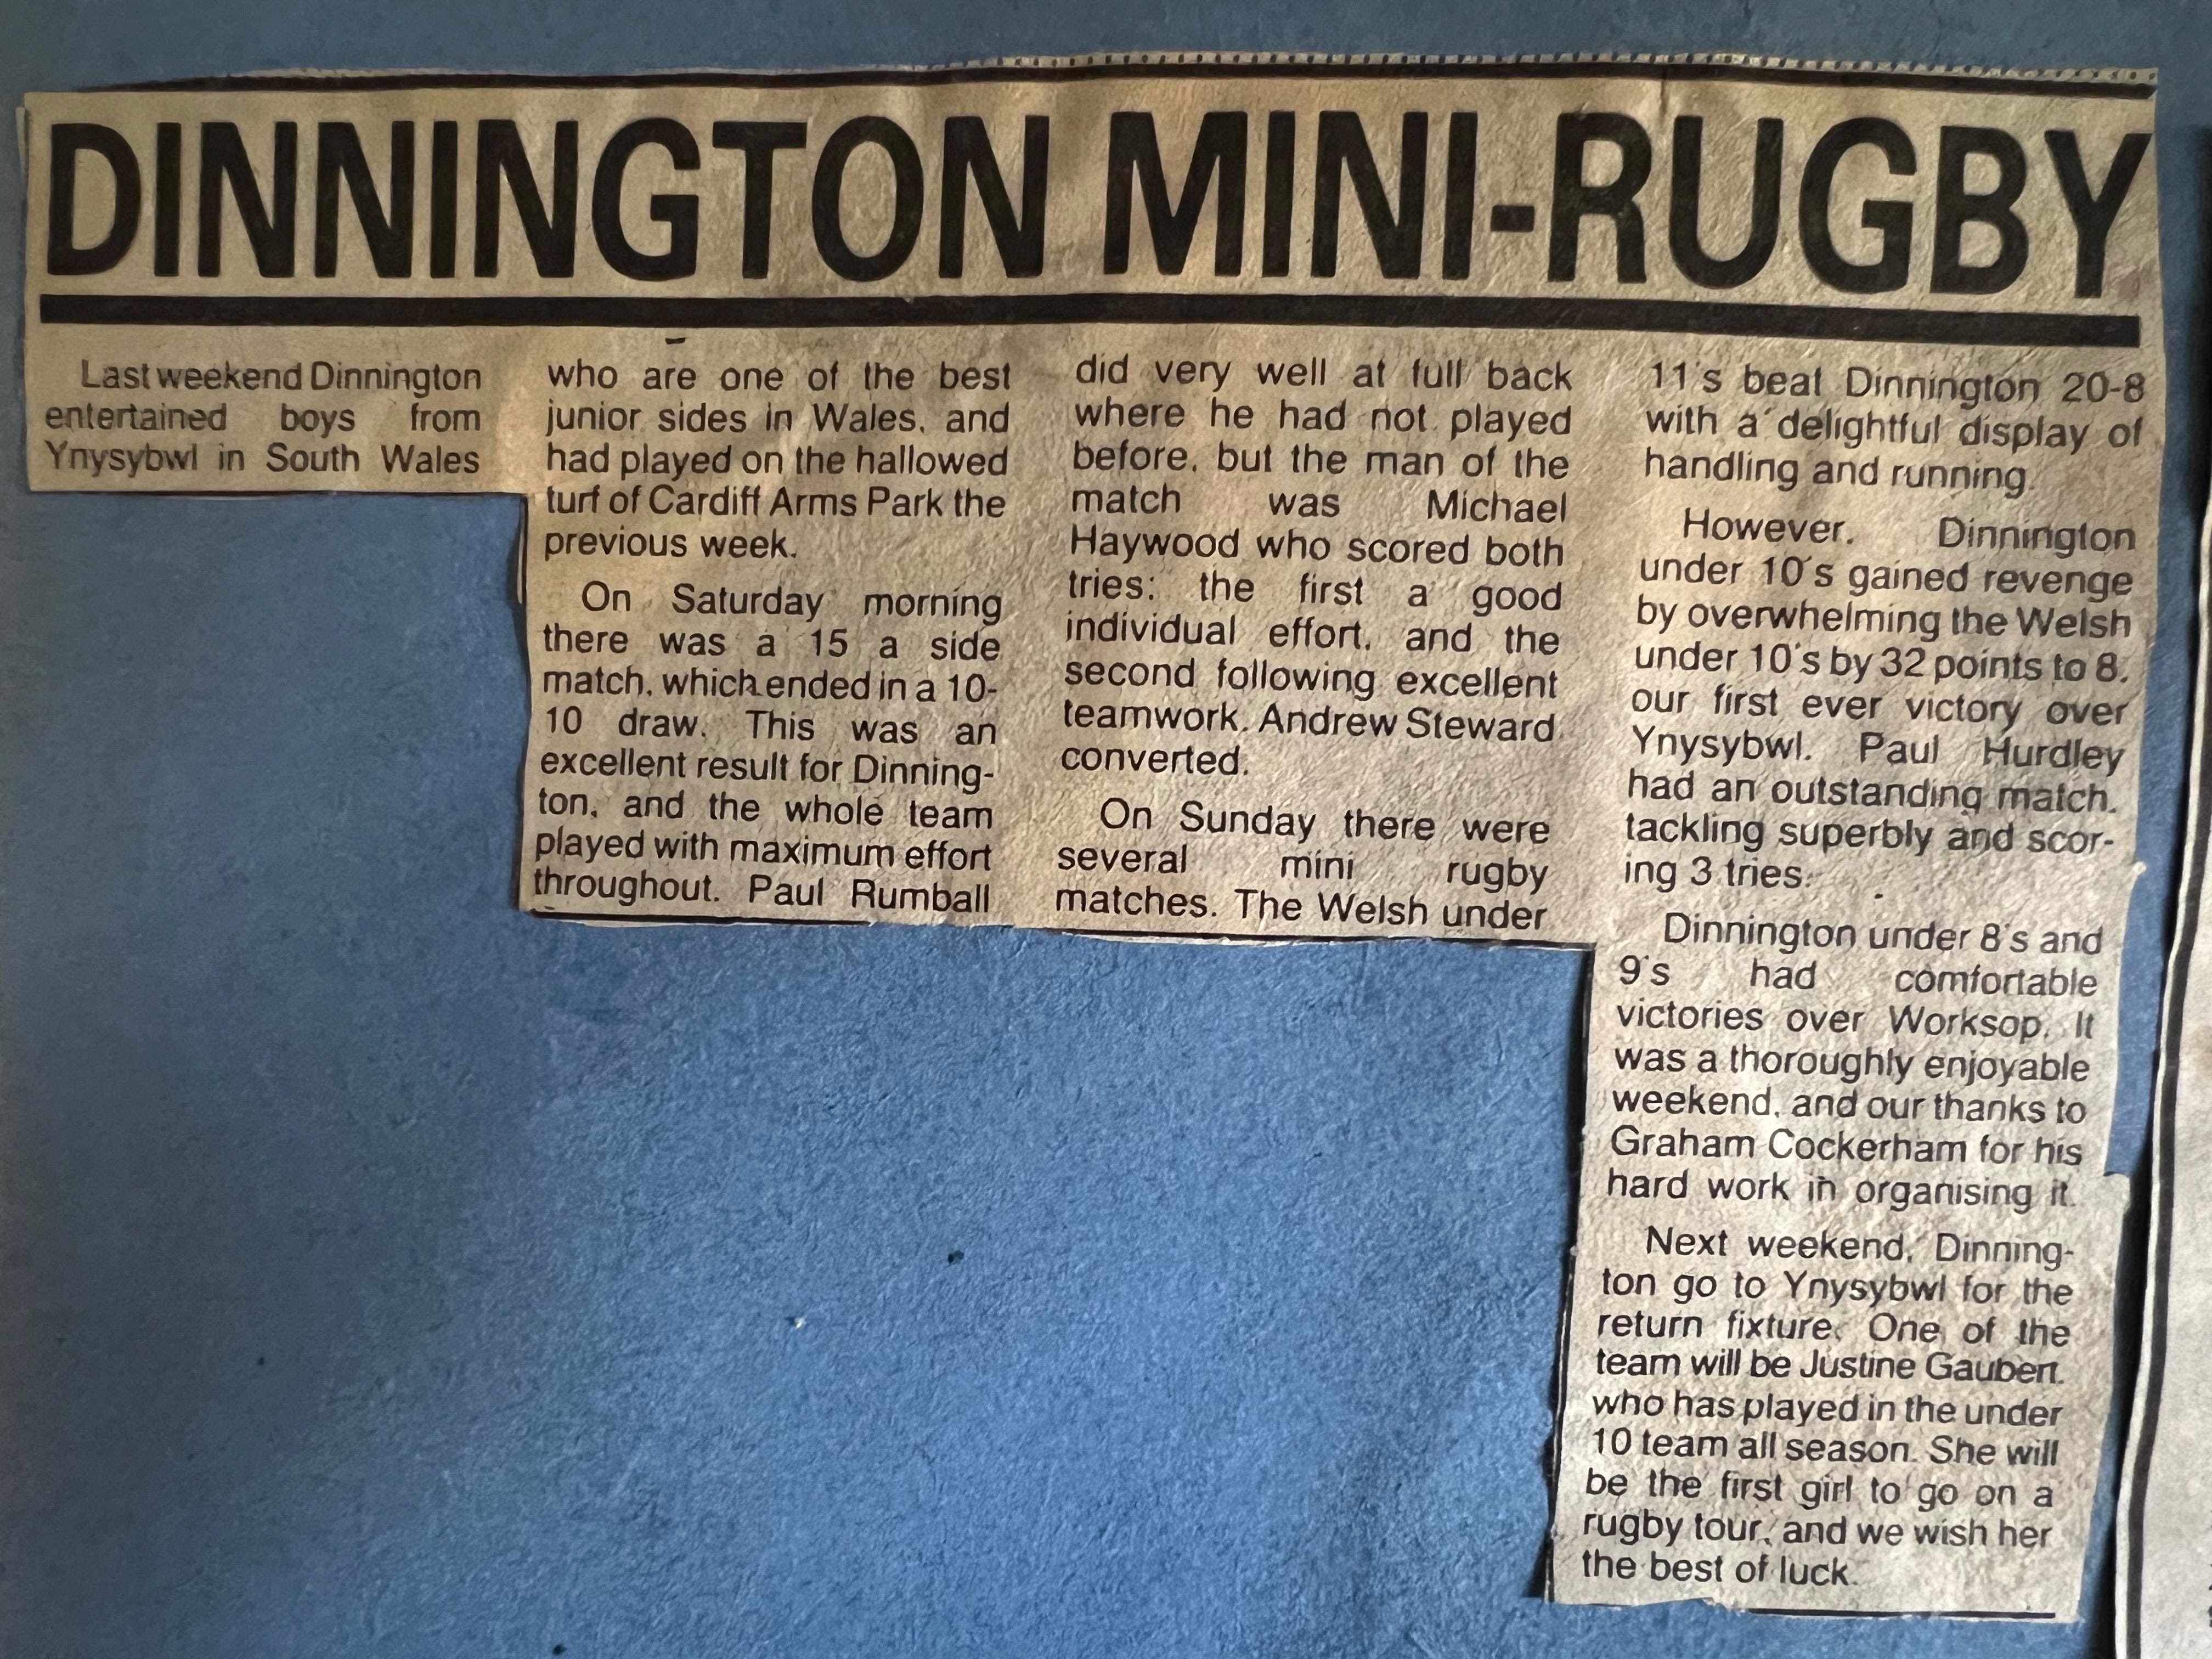 DINNINGTON MINI-RUGBY
Last weekend Dinnington
entertained boys from
Ynysybwl in South Wales
who are one of the best
junior sides in Wales, and
had played on the hallowed
turf of Cardiff Arms Park the
previous week.
On Saturday morning
there was a 15 a side
match, which ended in a 10-
10 draw. This was an
excellent result for Dinning-
ton, and the whole team
played with maximum effort
throughout. Paul Rumball
did very well at full back
where he had not played
before, but the man of the
match was Michael
Haywood who scored both
tries: the first a good
individual effort, and the
second following excellent
teamwork. Andrew Steward
converted.
On Sunday there were
several mini rugby
matches. The Welsh under
11's beat Dinnington 20-8
with a delightful display of
handling and running.
However, Dinnington
under 10's gained revenge
by overwhelming the Welsh
under 10's by 32 points to 8,
our first ever victory over
Ynysybwl. Paul Hurdley
had an outstanding match,
tackling superbly and scor-
ing 3 tries.
Dinnington under 8's and
9's had comfortable
victories over Worksop. It
was a thoroughly enjoyable
weekend, and our thanks to
Graham Cockerham for his
hard work in organising it.
Next weekend, Dinning-
ton go to Ynysybwl for the
return fixture. One of the
team will be Justine Gaubert,
who has played in the under
10 team all season. She will
be the first girl to go on a
rugby tour, and we wish her
the best of luck.